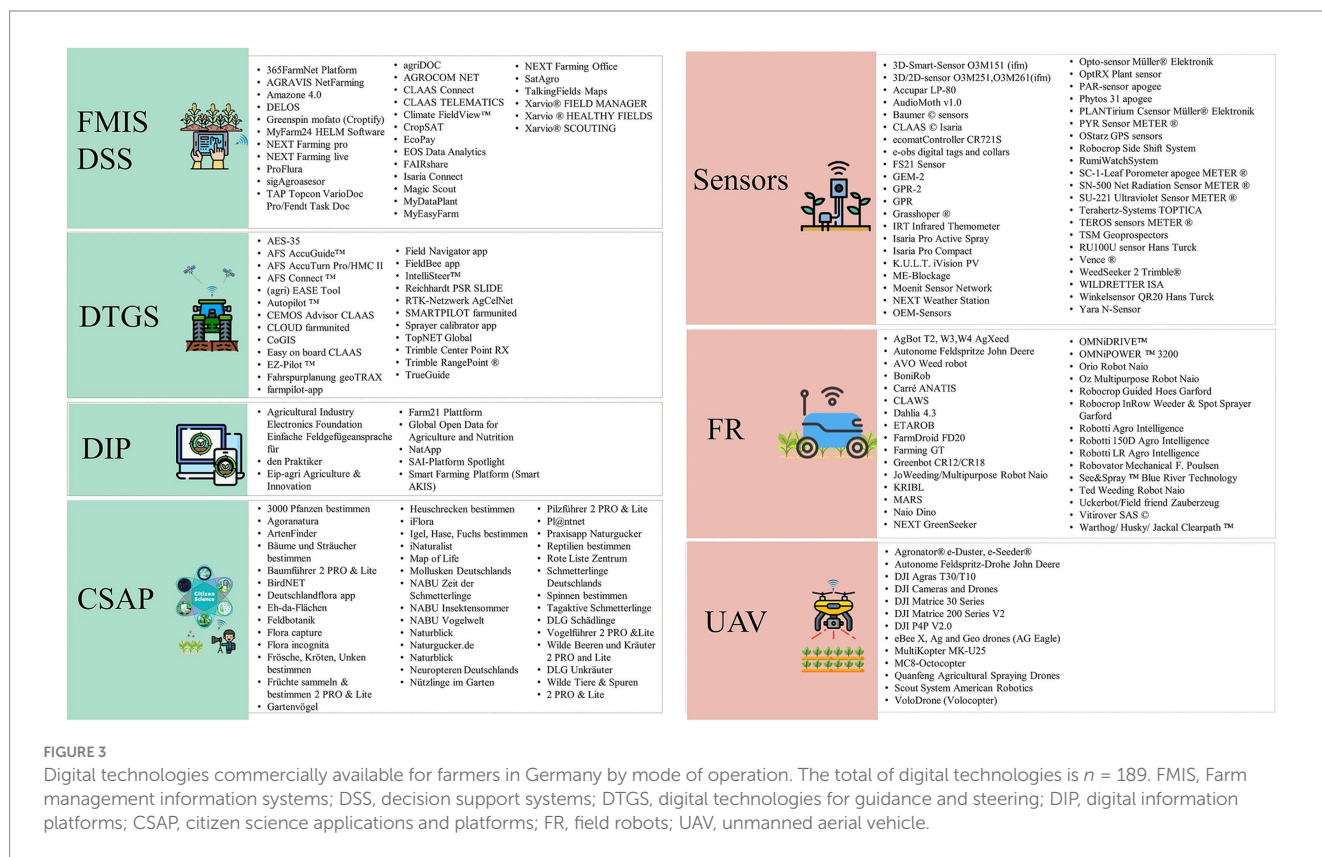 FMIS
DSS
• 365FarmNet Platform
• AGRAVIS NetFarming
• Amazone 4.0
• DELOS
• Greenspin mofato (Croptify)
• MyFarm24 HELM Software
• NEXT Farming pro
• NEXT Farming live
• ProFlura
• sigAgroasesor
• TAP Topcon VarioDoc
Pro/Fendt Task Doc
• agriDOC
• AGROCOM NET
• CLAAS Connect
• CLAAS TELEMATICS
• Climate FieldView™
• CropSAT
• EcoPay
• EOS Data Analytics
• FAIRshare
• Isaria Connect
• Magic Scout
• MyDataPlant
• MyEasyFarm
• NEXT Farming Office
• SatAgro
• TalkingFields Maps
• Xarvio® FIELD MANAGER
• Xarvio ® HEALTHY FIELDS
• Xarvio® SCOUTING
DTGS
• AES-35
• AFS AccuGuide™
• AFS AccuTurn Pro/HMC II
• AFS Connect ™
• (agri) EASE Tool
• Autopilot ™
• CEMOS Advisor CLAAS
• CLOUD farmunited
• CoGIS
• Easy on board CLAAS
• EZ-Pilot ™
• Fahrspurplanung geoTRAX
• farmpilot-app
• Field Navigator app
• FieldBee app
• IntelliSteer™
• Reichhardt PSR SLIDE
• RTK-Netzwerk AgCelNet
• SMARTPILOT farmunited
• Sprayer calibrator app
• TopNET Global
• Trimble Center Point RX
• Trimble RangePoint ®
• TrueGuide
DIP
• Agricultural Industry
Electronics Foundation
Einfache Feldgefügeansprache
für
• den Praktiker
• Eip-agri Agriculture &
Innovation
• Farm21 Plattform
• Global Open Data for
Agriculture and Nutrition
• NatApp
• SAI-Platform Spotlight
• Smart Farming Platform (Smart
AKIS)
CSAP
Citizen
Science
• 3000 Pfanzen bestimmen
• Agoranatura
• ArtenFinder
• Bäume und Sträucher
bestimmen
• Baumführer 2 PRO & Lite
• BirdNET
• Deutschlandflora app
• Eh-da-Flächen
• Feldbotanik
• Flora capture
• Flora incognita
• Frösche, Kröten, Unken
bestimmen
• Früchte sammeln &
bestimmen 2 PRO & Lite
• Gartenvögel
• Heuschrecken bestimmen
• iFlora
• Igel, Hase, Fuchs bestimmen
• iNaturalist
• Map of Life
• Mollusken Deutschlands
• NABU Zeit der
Schmetterlinge
• NABU Insektensommer
• NABU Vogelwelt
• Naturblick
• Naturgucker.de
• Naturblick
• Neuropteren Deutschlands
• Nützlinge im Garten
• Pilzführer 2 PRO & Lite
• Pl@ntnet
• Praxisapp Naturgucker
• Reptilien bestimmen
• Rote Liste Zentrum
• Schmetterlinge
Deutschlands
• Spinnen bestimmen
• Tagaktive Schmetterlinge
• DLG Schädlinge
• Vogelführer 2 PRO &Lite
• Wilde Beeren und Kräuter
2 PRO and Lite
• DLG Unkräuter
• Wilde Tiere & Spuren
• 2 PRO & Lite
Sensors
• 3D-Smart-Sensor O3M151 (ifm)
• 3D/2D-sensor O3M251,O3M261(ifm)
• Accupar LP-80
• AudioMoth v1.0
• Baumer © sensors
• CLAAS © Isaria
• ecomatController CR721S
• e-obs digital tags and collars
• FS21 Sensor
• GEM-2
• GPR-2
• GPR
• Grasshoper ®
• IRT Infrared Themometer
• Isaria Pro Active Spray
• Isaria Pro Compact
• K.U.L.T. iVision PV
• ME-Blockage
• Moenit Sensor Network
• NEXT Weather Station
• OEM-Sensors
• Opto-sensor Müller® Elektronik
• OptRX Plant sensor
• PAR-sensor apogee
• Phytos 31 apogee
• PLANTirium Csensor Müller® Elektronik
• PYR Sensor METER ®
• OStarz GPS sensors
• Robocrop Side Shift System
• RumiWatchSystem
• SC-1-Leaf Porometer apogee METER ®
• SN-500 Net Radiation Sensor METER ®
• SU-221 Ultraviolet Sensor METER ®
• Terahertz-Systems TOPTICA
• TEROS sensors METER ®
• TSM Geoprospectors
• RU100U sensor Hans Turck
• Vence ®
• WeedSeeker 2 Trimble®
• WILDRETTER ISA
• Winkelsensor QR20 Hans Turck
• Yara N-Sensor
FR
• AgBot T2, W3,W4 AgXeed
• Autonome Feldspritze John Deere
• AVO Weed robot
• BoniRob
• Carré ANATIS
• CLAWS
• Dahlia 4.3
• ETAROB
• FarmDroid FD20
• Farming GT
• Greenbot CR12/CR18
• JoWeeding/Multipurpose Robot Naio
• KRIBL
• MARS
• Naio Dino
• NEXT GreenSeeker
• OMNiDRIVE™
• OMNiPOWER ™ 3200
• Orio Robot Naio
• Oz Multipurpose Robot Naio
• Robocrop Guided Hoes Garford
• Robocrop InRow Weeder & Spot Sprayer
Garford
• Robotti Agro Intelligence
• Robotti 150D Agro Intelligence
• Robotti LR Agro Intelligence
• Robovator Mechanical F. Poulsen
• See&Spray ™ Blue River Technology
• Ted Weeding Robot Naio
• Uckerbot/Field friend Zauberzeug
• Vitirover SAS ©
• Warthog/ Husky/ Jackal Clearpath ™
UAV
• Agronator® e-Duster, e-Seeder®
• Autonome Feldspritz-Drohe John Deere
• DJI Agras T30/T10
• DJI Cameras and Drones
• DJI Matrice 30 Series
• DJI Matrice 200 Series V2
• DJI P4P V2.0
• eBee X, Ag and Geo drones (AG Eagle)
• MultiKopter MK-U25
• MC8-Octocopter
• Quanfeng Agricultural Spraying Drones
• Scout System American Robotics
• VoloDrone (Volocopter)
FIGURE 3
Digital technologies commercially available for farmers in Germany by mode of operation. The total of digital technologies is n = 189. FMIS, Farm
management information systems; DSS, decision support systems; DTGS, digital technologies for guidance and steering; DIP, digital information
platforms; CSAP, citizen science applications and platforms; FR, field robots; UAV, unmanned aerial vehicle.